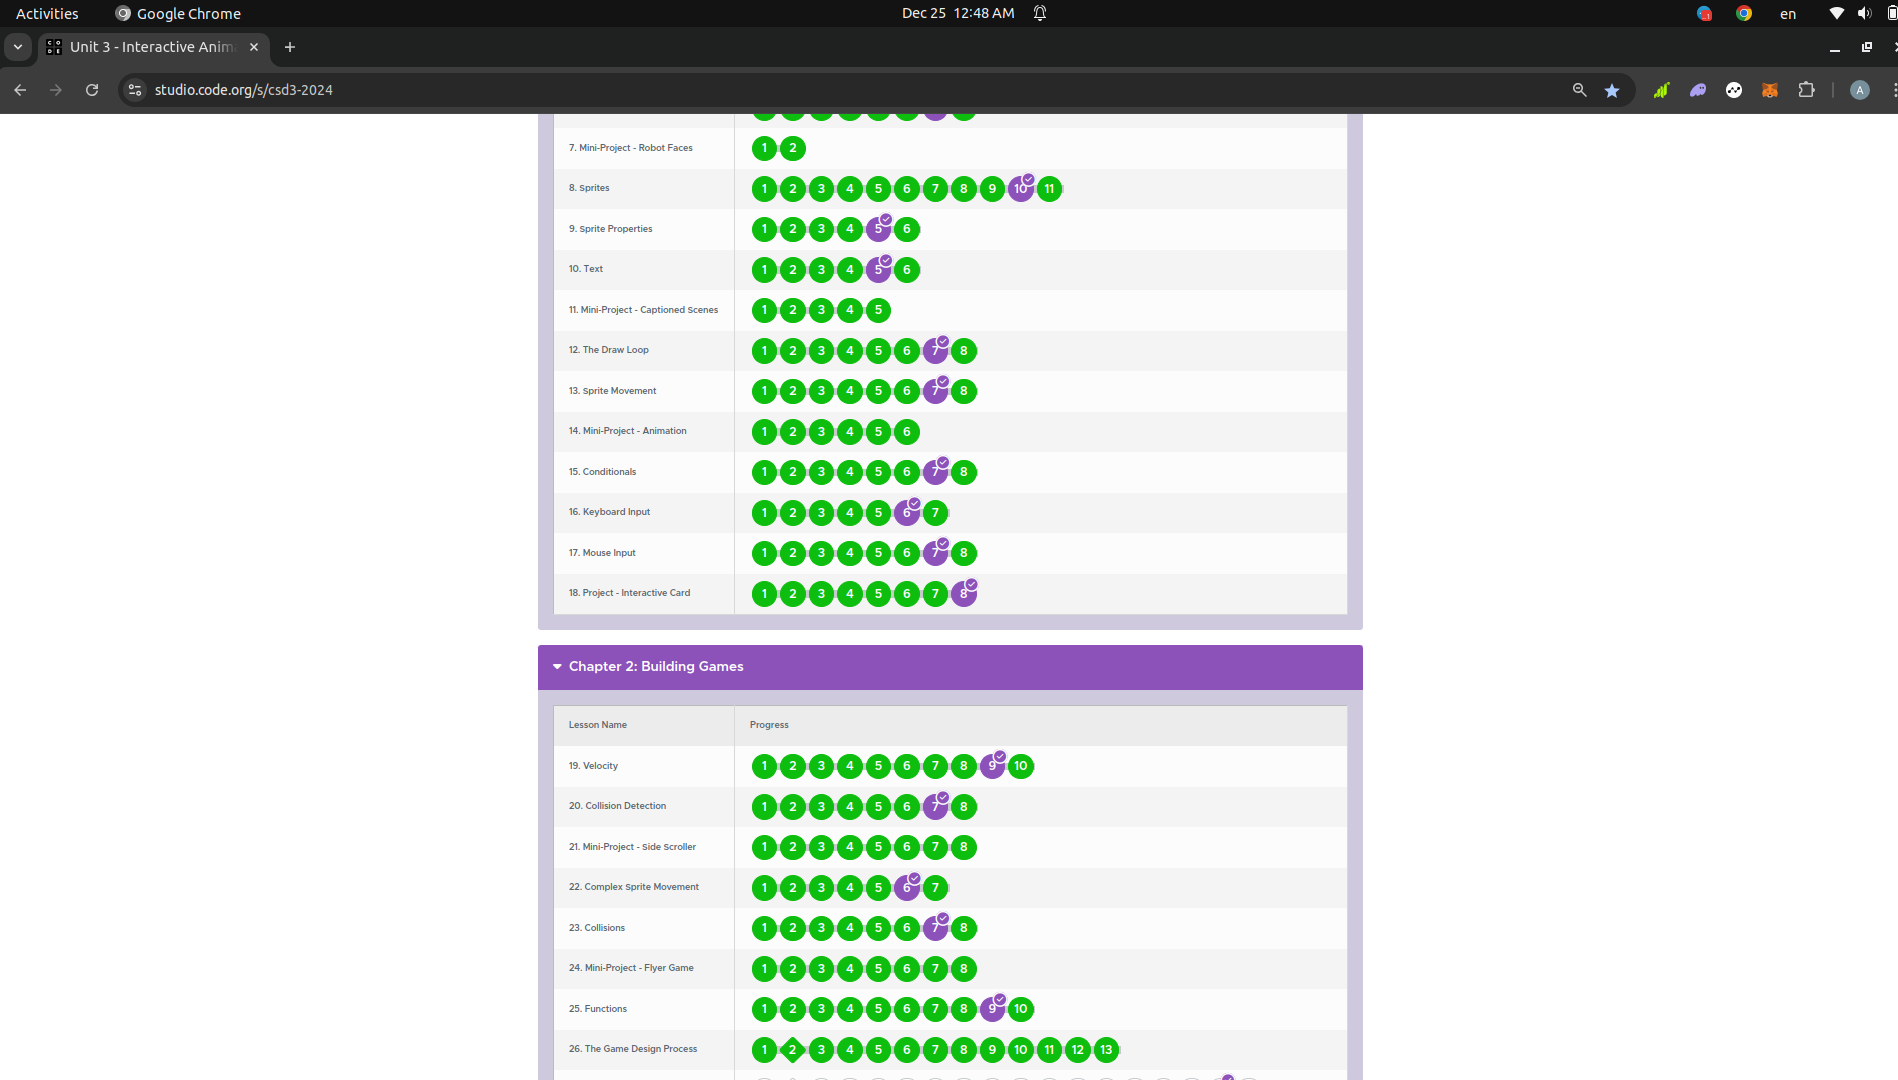 Activities Google Chrome Dec 25 12:48 AM en
Unit 3 - Interactive Anim
studio.code.org/s/csd3-2024 A
7. Mini-Project - Robot Faces 1 2
8. Sprites 1 2 3 4 5 6 7 8 9 10 11
9. Sprite Properties 1 2 3 4 5 6
10. Text 1 2 3 4 5 6
11. Mini-Project - Captioned Scenes 1 2 3 4 5
12. The Draw Loop 1 2 3 4 5 6 7 8
13. Sprite Movement 1 2 3 4 5 6 7 8
14. Mini-Project - Animation 1 2 3 4 5 6
15. Conditionals 1 2 3 4 5 6 7 8
16. Keyboard Input 1 2 3 4 5 6 7
17. Mouse Input 1 2 3 4 5 6 7 8
18. Project - Interactive Card 1 2 3 4 5 6 7 8
Chapter 2: Building Games
Lesson Name Progress
19. Velocity 1 2 3 4 5 6 7 8 9 10
20. Collision Detection 1 2 3 4 5 6 7 8
21. Mini-Project - Side Scroller 1 2 3 4 5 6 7 8
22. Complex Sprite Movement 1 2 3 4 5 6 7
23. Collisions 1 2 3 4 5 6 7 8
24. Mini-Project - Flyer Game 1 2 3 4 5 6 7 8
25. Functions 1 2 3 4 5 6 7 8 9 10
26. The Game Design Process 1 2 3 4 5 6 7 8 9 10 11 12 13